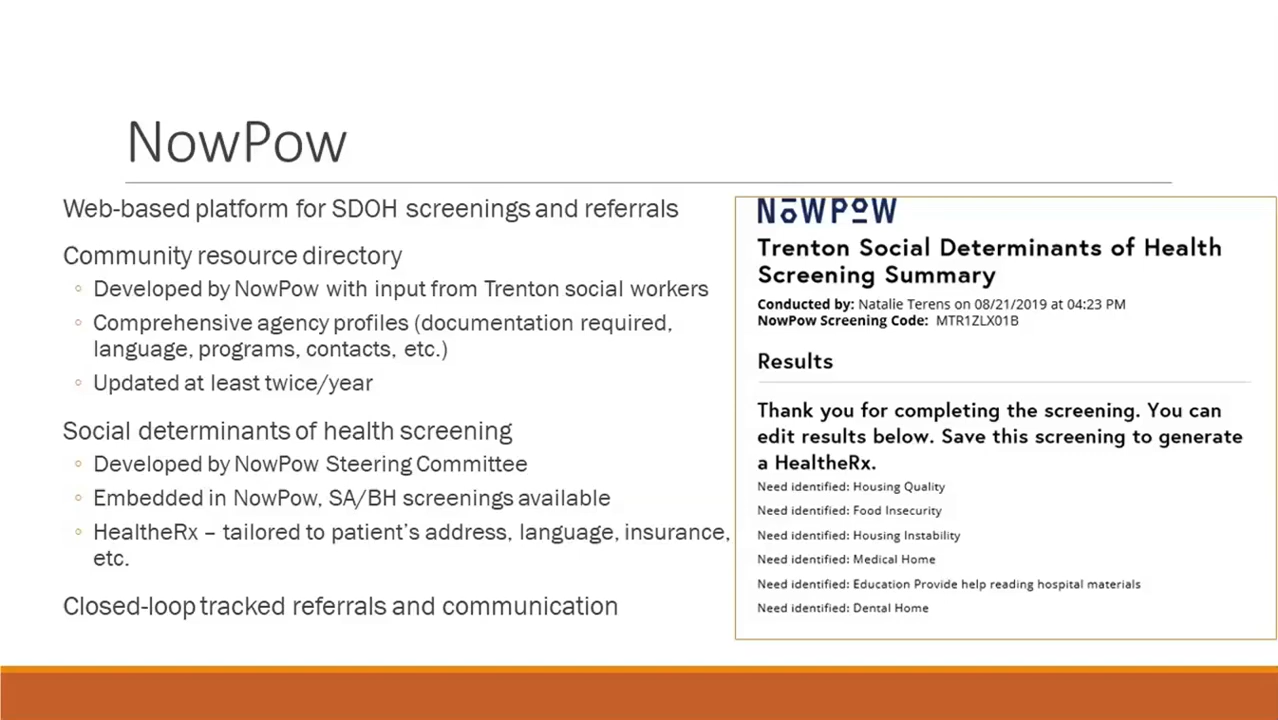 NowPow
Web-based platform for SDOH screenings and referrals
Community resource directory
◦ Developed by NowPow with input from Trenton social workers
◦ Comprehensive agency profiles (documentation required,
language, programs, contacts, etc.)
◦ Updated at least twice/year
Social determinants of health screening
◦ Developed by NowPow Steering Committee
◦ Embedded in NowPow, SA/BH screenings available
◦ HealtheRx – tailored to patient's address, language, insurance,
etc.
Closed-loop tracked referrals and communication
NOWPOW
Trenton Social Determinants of Health
Screening Summary
Conducted by: Natalie Terens on 08/21/2019 at 04:23 PM
NowPow Screening Code: MTR1ZLX01B
Results
Thank you for completing the screening. You can
edit results below. Save this screening to generate
a HealtheRx.
Need identified: Housing Quality
Need identified: Food Insecurity
Need identified: Housing Instability
Need identified: Medical Home
Need identified: Education Provide help reading hospital materials
Need identified: Dental Home